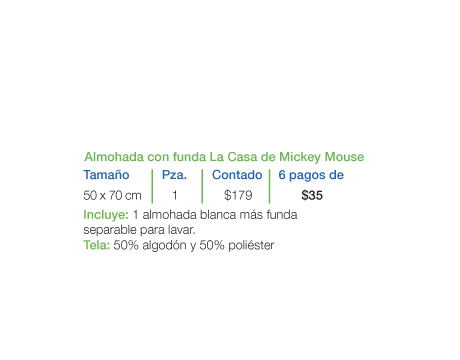 Almohada con funda La Casa de Mickey Mouse
Tamaño Pza. Contado 6 pagos de
50 x 70 cm 1 $179 $35
Incluye: 1 almohada blanca más funda
separable para lavar.
Tela: 50% algodón y 50% poliéster